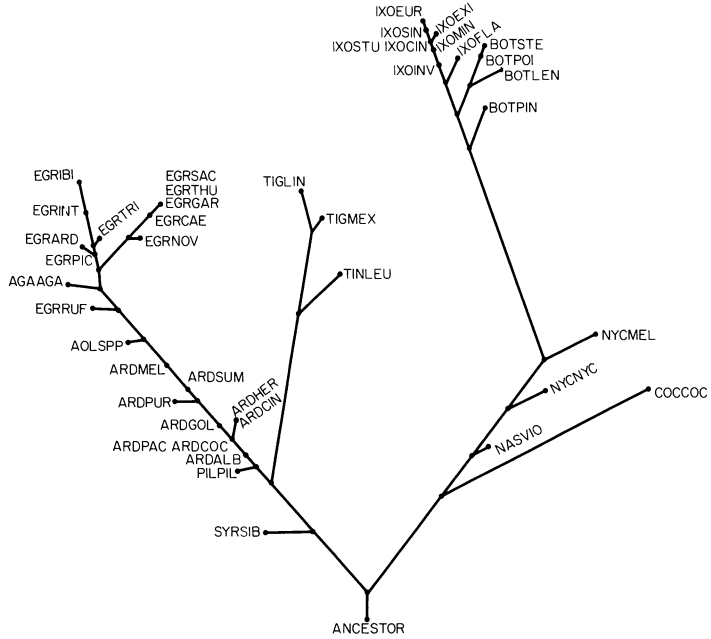 IXOEUR
IXOEXI
IXOSIN
IXOMIN
IXOSTU IXOCIN
IXOFLA
BOTSTE
IXOINV
BOTPOI
BOTLEN
BOTPIN
EGRIBI
EGRSAC
EGRTHU
EGRGAR
TIGLIN
EGRINT
EGRTRI
EGRCAE
TIGMEX
EGRARD
EGRNOV
EGRPIC
AGAAGA
TINLEU
EGRRUF
AOLSPP
NYCMEL
ARDMEL
ARDSUM
NYCNYC
COCCOC
ARDPUR
ARDHER
ARDCIN
ARDGOL
ARDPAC ARDCOC
NASVIO
ARDALB
PILPIL
SYRSIB
ANCESTOR